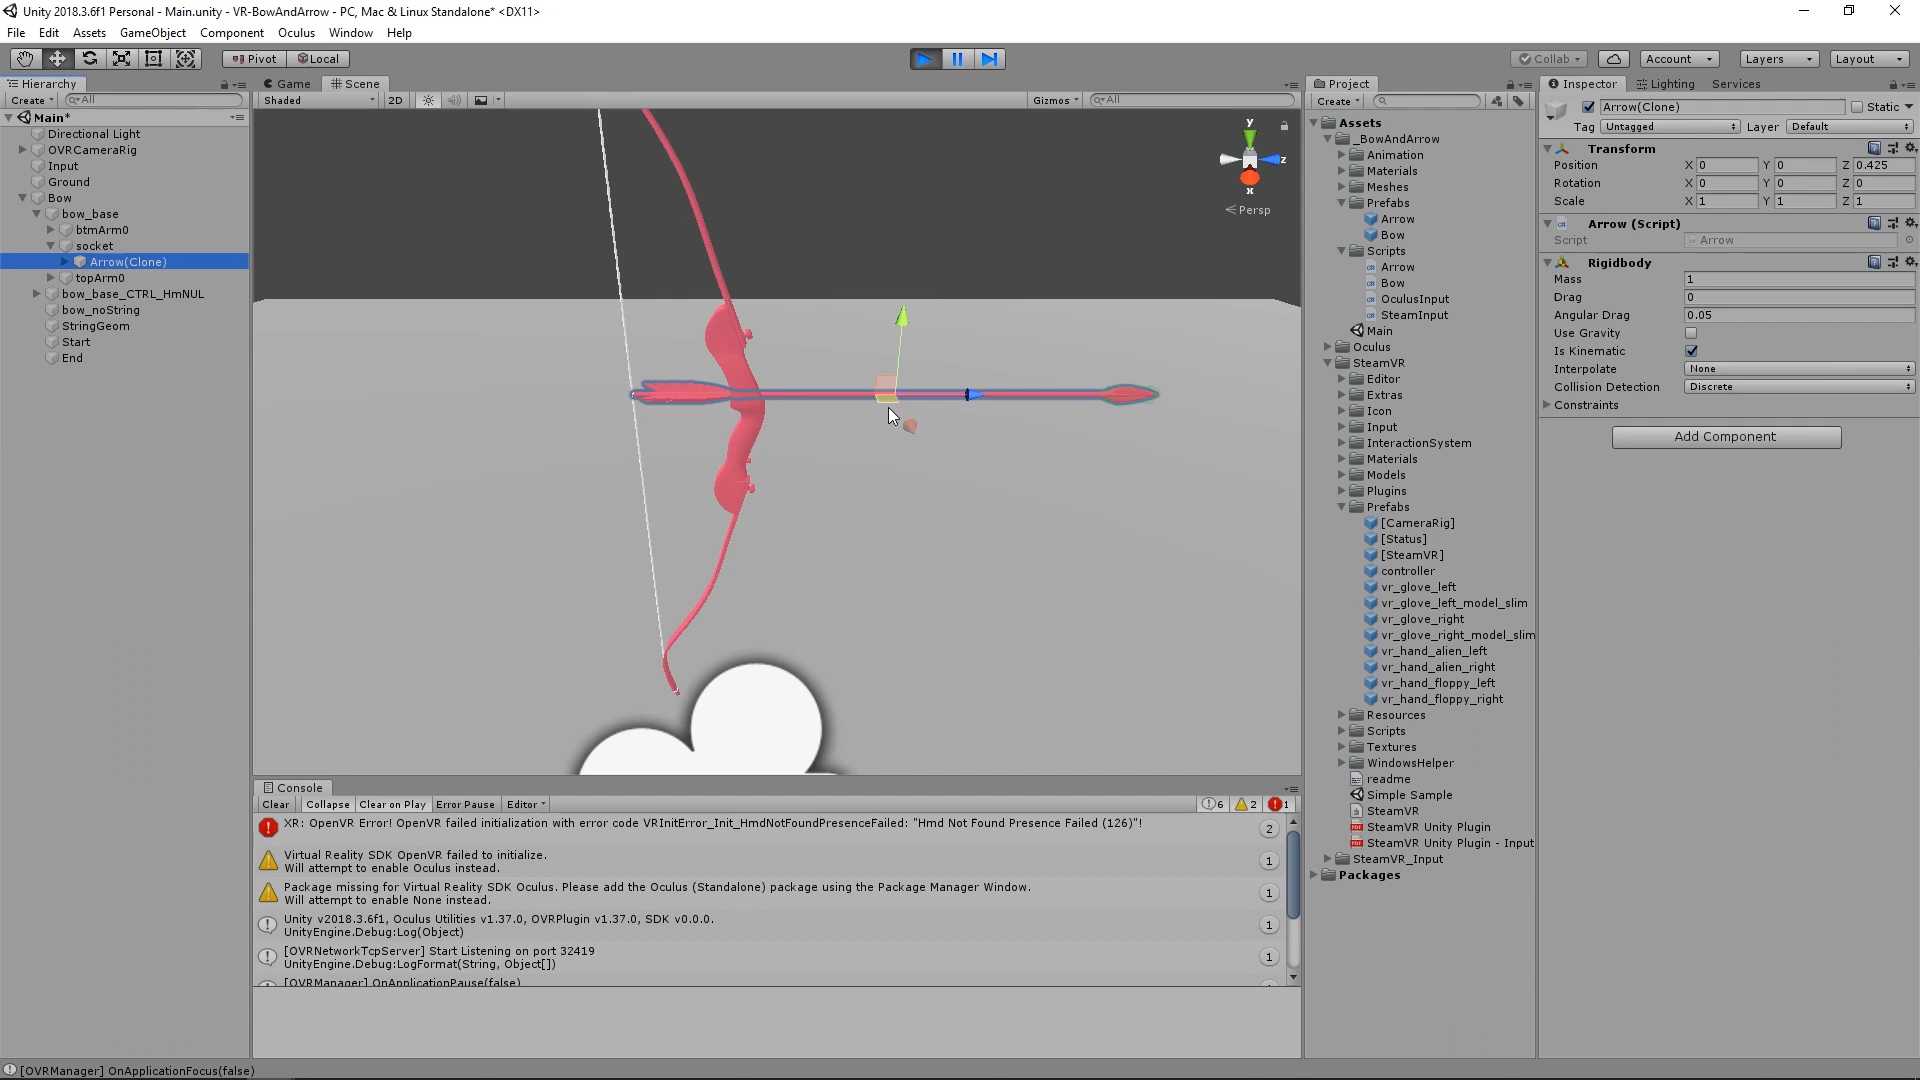 Unity 2018.3.6f1 Personal - Main.unity - VR-BowAndArrow - PC, Mac & Linux Standalone* <DX11>
File Edit Assets GameObject Component Oculus Window Help
Pivot Local Collab Account Layers Layout
Hierarchy
Create All
Main*
Directional Light
OVRCameraRig
Input
Ground
Bow
bow_base
btmArm0
socket
Arrow(Clone)
topArm0
bow_base_CTRL_HmNUL
bow_noString
StringGeom
Start
End
Game Scene
Shaded 2D Gizmos All
y
z
x
Persp
Console
Clear Collapse Clear on Play Error Pause Editor 6 2 1
XR: OpenVR Error! OpenVR failed initialization with error code VRInitError_Init_HmdNotFoundPresenceFailed: "Hmd Not Found Presence Failed (126)"! 2
Virtual Reality SDK OpenVR failed to initialize.
Will attempt to enable Oculus instead. 1
Package missing for Virtual Reality SDK Oculus. Please add the Oculus (Standalone) package using the Package Manager Window.
Will attempt to enable None instead. 1
Unity v2018.3.6f1, Oculus Utilities v1.37.0, OVRPlugin v1.37.0, SDK v0.0.0.
UnityEngine.Debug:Log(Object) 1
[OVRNetworkTcpServer] Start Listening on port 32419
UnityEngine.Debug:LogFormat(String, Object[]) 1
[OVRManager] OnApplicationPause(false)
Project
Create
Assets
_BowAndArrow
Animation
Materials
Meshes
Prefabs
Arrow
Bow
Scripts
Arrow
Bow
OculusInput
SteamInput
Main
Oculus
SteamVR
Editor
Extras
Icon
Input
InteractionSystem
Materials
Models
Plugins
Prefabs
[CameraRig]
[Status]
[SteamVR]
controller
vr_glove_left
vr_glove_left_model_slim
vr_glove_right
vr_glove_right_model_slim
vr_hand_alien_left
vr_hand_alien_right
vr_hand_floppy_left
vr_hand_floppy_right
Resources
Scripts
Textures
WindowsHelper
readme
Simple Sample
SteamVR
SteamVR Unity Plugin
SteamVR Unity Plugin - Input
SteamVR_Input
Packages
Inspector Lighting Services
Arrow(Clone) Static
Tag Untagged Layer Default
Transform
Position X 0 Y 0 Z 0.425
Rotation X 0 Y 0 Z 0
Scale X 1 Y 1 Z 1
Arrow (Script)
Script Arrow
Rigidbody
Mass 1
Drag 0
Angular Drag 0.05
Use Gravity
Is Kinematic
Interpolate None
Collision Detection Discrete
Constraints
Add Component
[OVRManager] OnApplicationFocus(false)